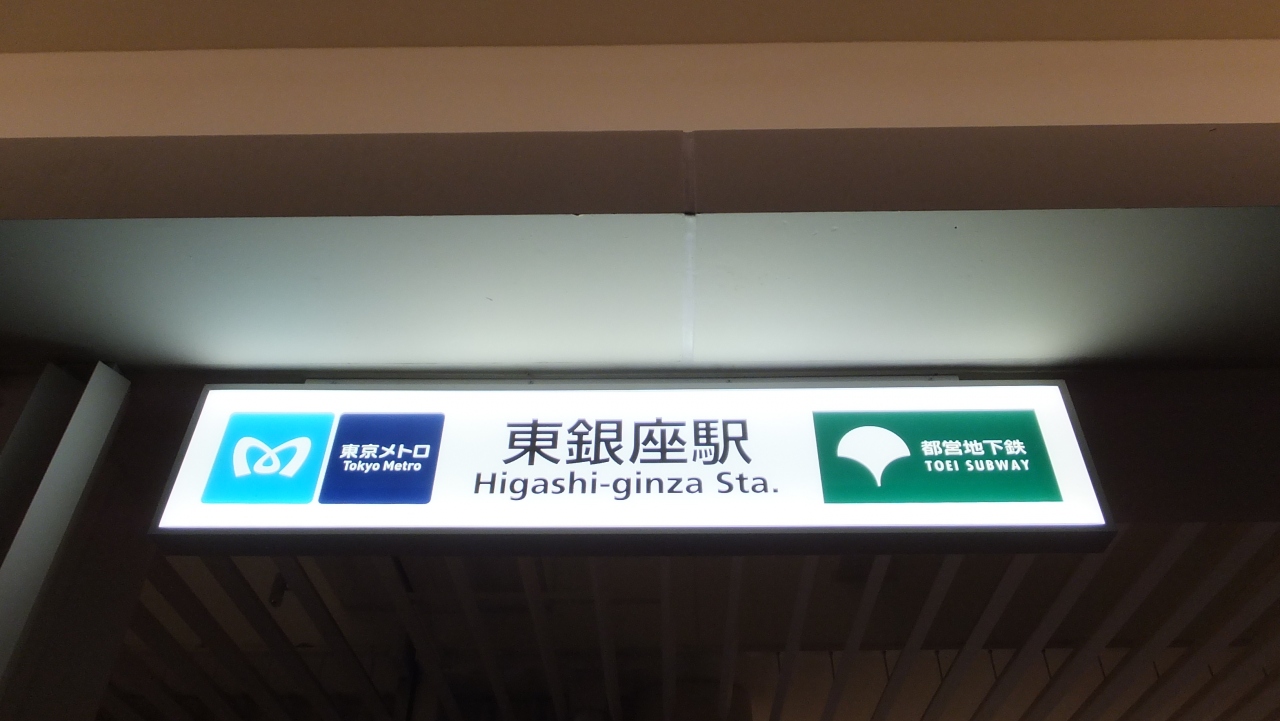 東京メトロ
Tokyo Metro
東銀座駅
Higashi-ginza Sta.
都営地下鉄
TOEI SUBWAY